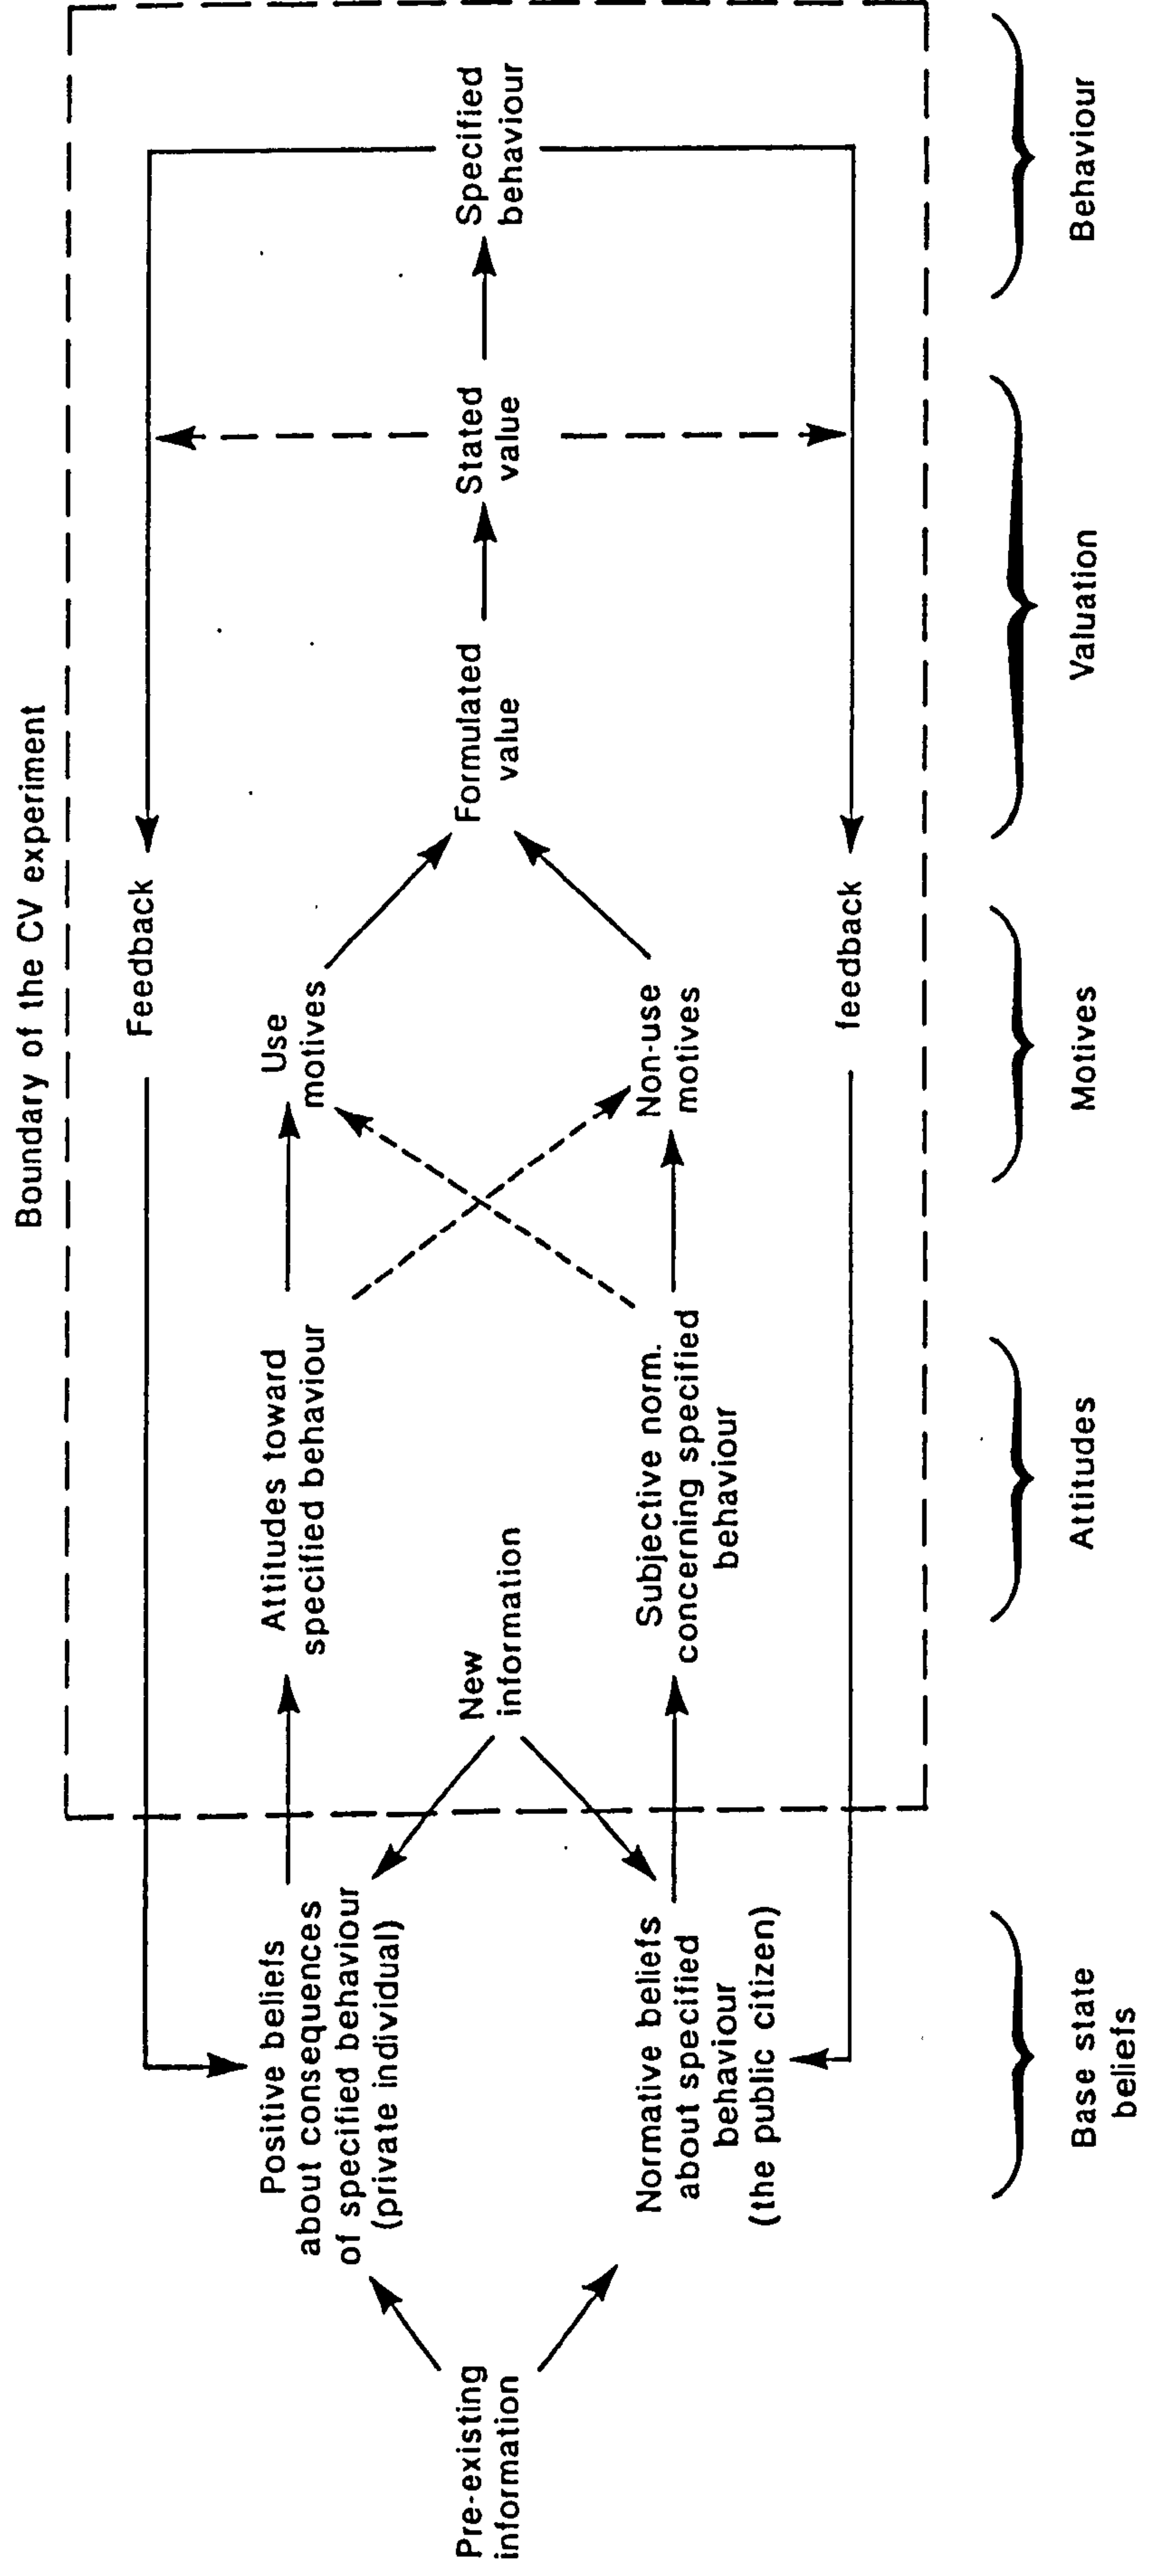 Boundary of the CV experiment
Feedback
Pre-existing
information
Positive beliefs
about consequences
of specified behaviour
(private individual)
Normative beliefs
about specified
behaviour
(the public citizen)
New
information
Attitudes toward
specified behaviour
Subjective norm.
concerning specified
behaviour
Use
motives
Non-use
motives
Formulated
value
Stated
value
Specified
behaviour
feedback
Base state
beliefs
Attitudes
Motives
Valuation
Behaviour